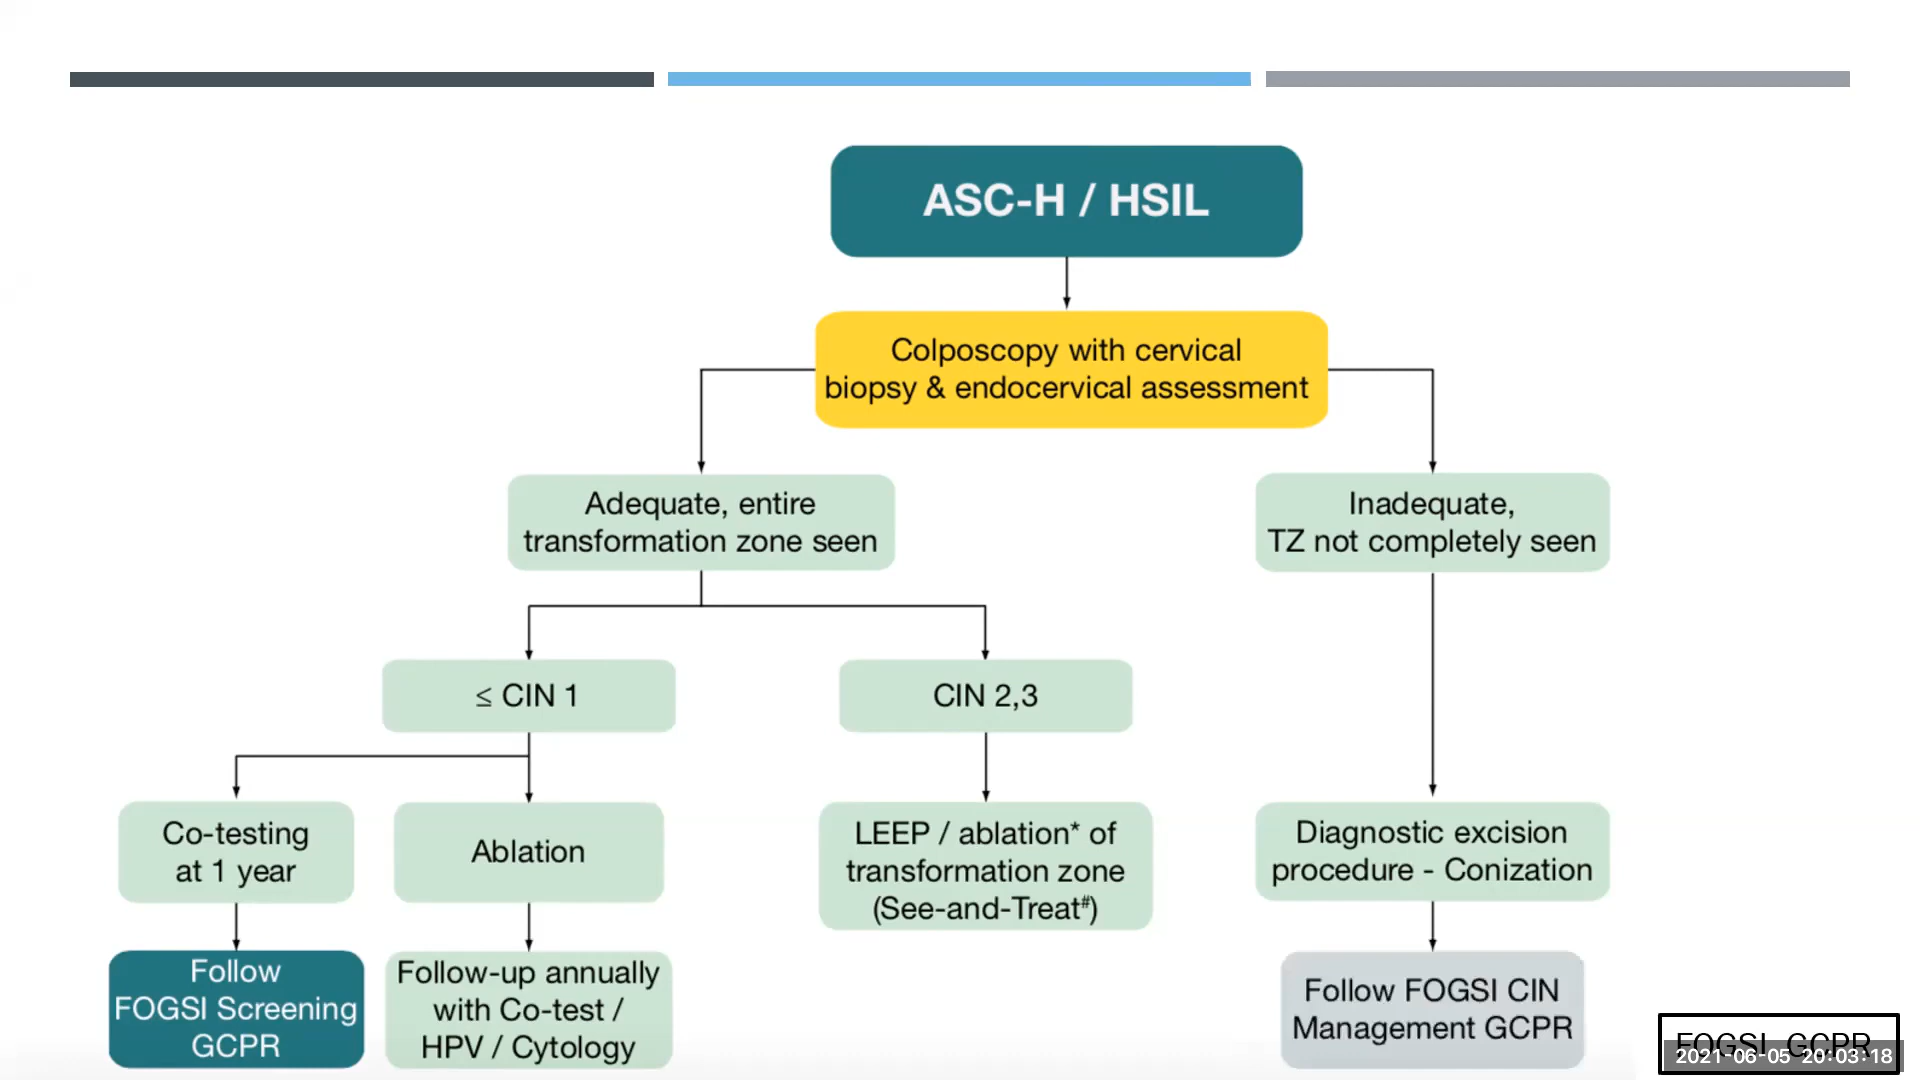 ASC-H / HSIL
Colposcopy with cervical
biopsy & endocervical assessment
Adequate, entire
transformation zone seen
Inadequate,
TZ not completely seen
≤ CIN 1
CIN 2,3
Co-testing
at 1 year
Ablation
LEEP / ablation* of
transformation zone
(See-and-Treat#)
Diagnostic excision
procedure - Conization
Follow
FOGSI Screening
GCPR
Follow-up annually
with Co-test /
HPV / Cytology
Follow FOGSI CIN
Management GCPR
FOGSI GCPR
2021-06-05 20:03:18